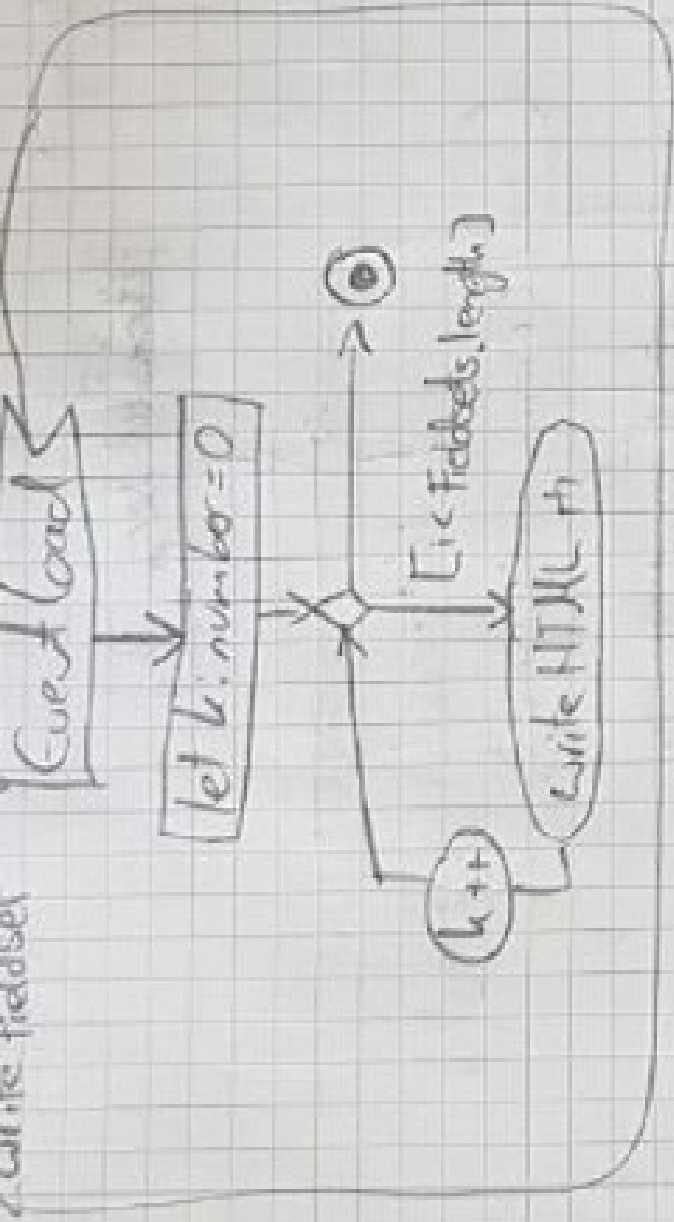 write fieldset
Event load
let k: number = 0
[i< Fieldsets.length]
k++
write HTML